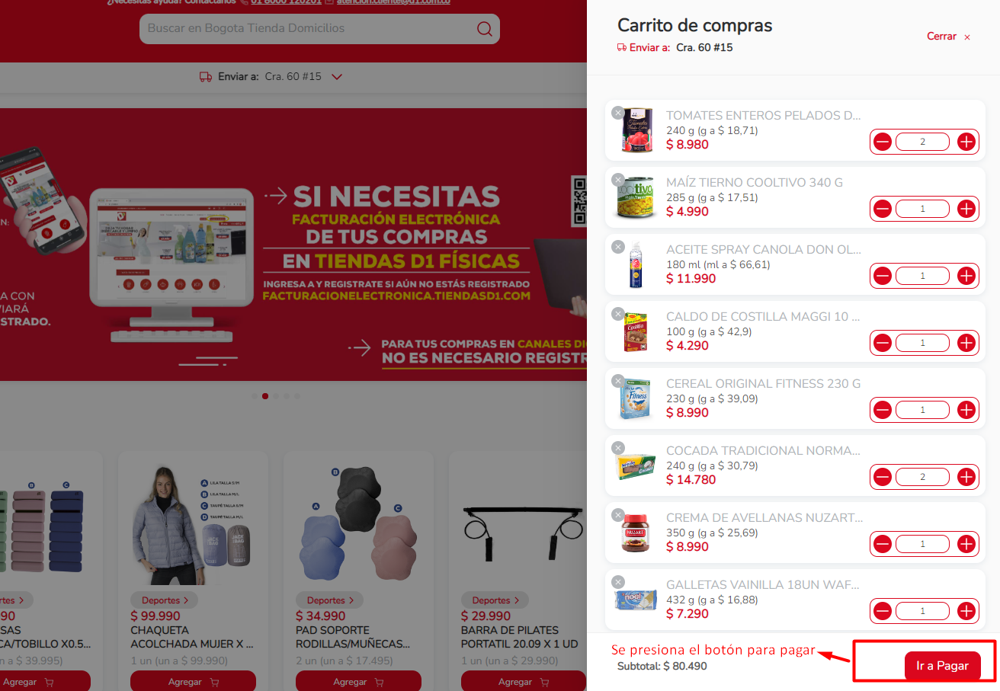 ¿Necesitas ayuda? Contáctanos 01 8000 120201 atencion.cliente@d1.com.co
Buscar en Bogota Tienda Domicilios
Enviar a: Cra. 60 #15
EN:
SI NECESITAS
FACTURACIÓN ELECTRÓNICA
DE TUS COMPRAS
EN TIENDAS D1 FÍSICAS
INGRESA A Y REGISTRATE SI AÚN NO ESTÁS REGISTRADO
FACTURACIONELECTRONICA.TIENDASD1.COM
A CON
VIARÁ
STRADO.
PARA TUS COMPRAS EN CANALES DI
NO ES NECESARIO REGISTR
B C
rtes
90
SAS
CA/TOBILLO X0.5...
n a $ 39.995)
Agregar
A LILA TALLA S/M
B LILA TALLA M/L
C TAUPÉ TALLA S/M
D TAUPÉ TALLA M/L
Deportes
$ 99.990
CHAQUETA
ACOLCHADA MUJER X ...
1 un (un a $ 99.990)
Agregar
B
A
C
Deportes
$ 34.990
PAD SOPORTE
RODILLAS/MUÑECAS...
2 un (un a $ 17.495)
Agregar
Deportes
$ 29.990
BARRA DE PILATES
PORTATIL 20.09 X 1 UD
1 un (un a $ 29.990)
Agregar
Carrito de compras
Enviar a: Cra. 60 #15
Cerrar ×
TOMATES ENTEROS PELADOS D...
240 g (g a $ 18,71)
$ 8.980
2
MAÍZ TIERNO COOLTIVO 340 G
285 g (g a $ 17,51)
$ 4.990
1
ACEITE SPRAY CANOLA DON OL...
180 ml (ml a $ 66,61)
$ 11.990
1
CALDO DE COSTILLA MAGGI 10 ...
100 g (g a $ 42,9)
$ 4.290
1
CEREAL ORIGINAL FITNESS 230 G
230 g (g a $ 39,09)
$ 8.990
1
COCADA TRADICIONAL NORMA...
240 g (g a $ 30,79)
$ 14.780
2
CREMA DE AVELLANAS NUZART...
350 g (g a $ 25,69)
$ 8.990
1
GALLETAS VAINILLA 18UN WAF...
432 g (g a $ 16,88)
$ 7.290
1
Se presiona el botón para pagar
Subtotal: $ 80.490
Ir a Pagar